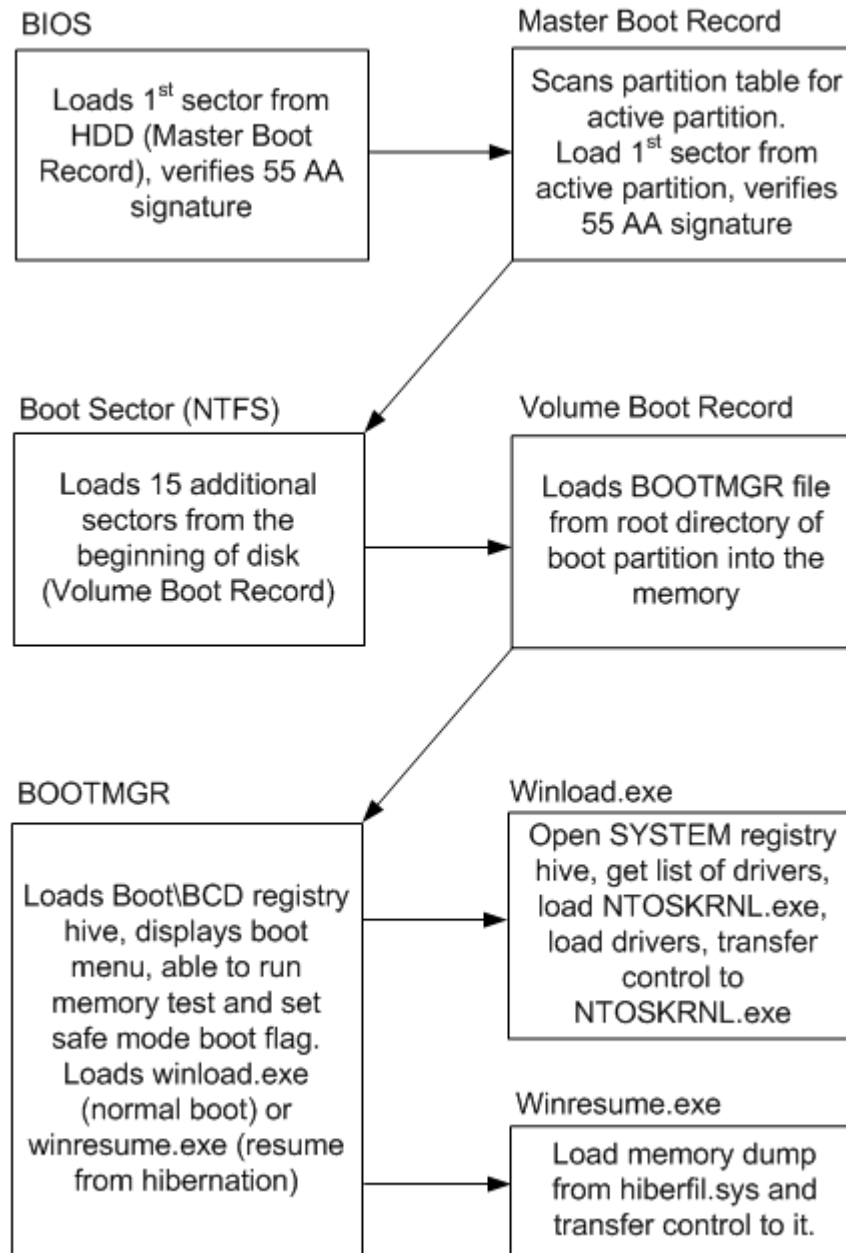 BIOS
Loads 1st sector from
HDD (Master Boot
Record), verifies 55 AA
signature
Master Boot Record
Scans partition table for
active partition.
Load 1st sector from
active partition, verifies
55 AA signature
Boot Sector (NTFS)
Loads 15 additional
sectors from the
beginning of disk
(Volume Boot Record)
Volume Boot Record
Loads BOOTMGR file
from root directory of
boot partition into the
memory
BOOTMGR
Loads Boot\BCD registry
hive, displays boot
menu, able to run
memory test and set
safe mode boot flag.
Loads winload.exe
(normal boot) or
winresume.exe (resume
from hibernation)
Winload.exe
Open SYSTEM registry
hive, get list of drivers,
load NTOSKRNL.exe,
load drivers, transfer
control to
NTOSKRNL.exe
Winresume.exe
Load memory dump
from hiberfil.sys and
transfer control to it.